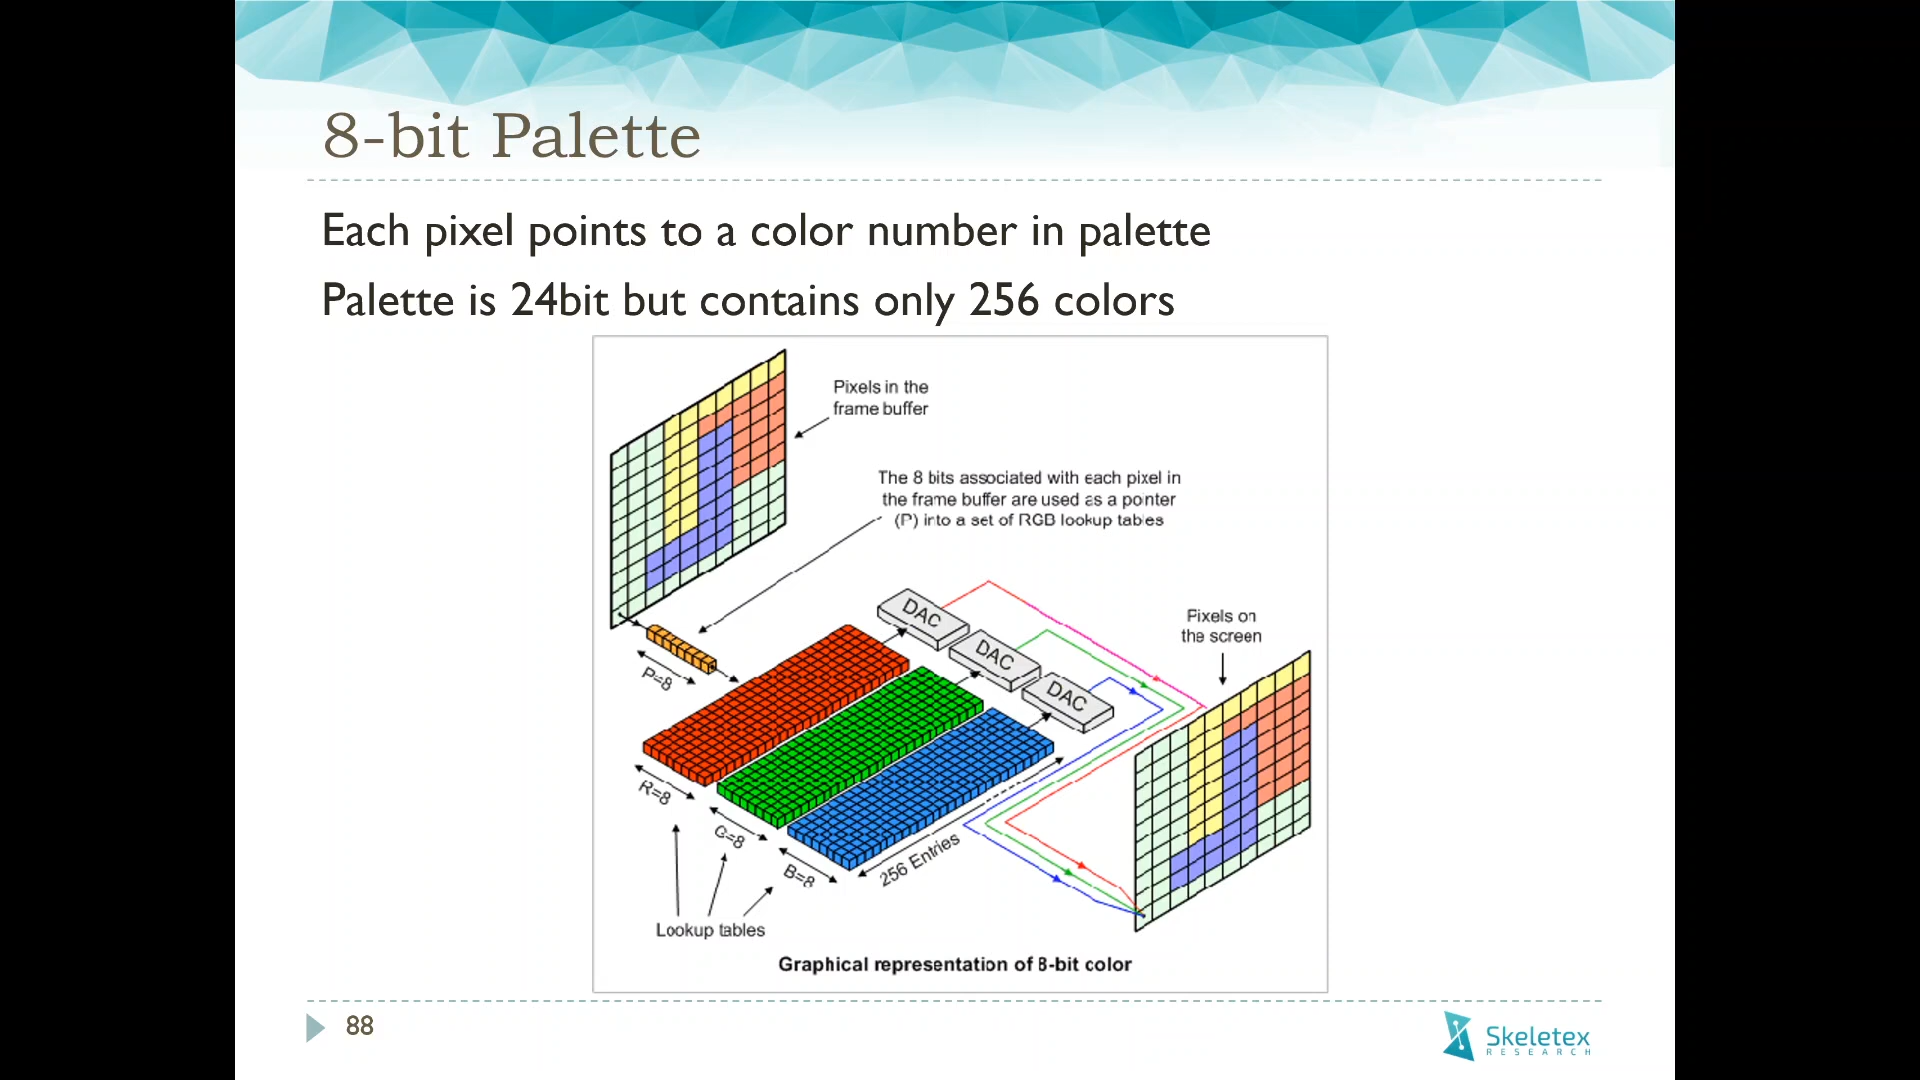 8-bit Palette
Each pixel points to a color number in palette
Palette is 24bit but contains only 256 colors
Pixels in the
frame buffer
The 8 bits associated with each pixel in
the frame buffer are used as a pointer
(P) into a set of RGB lookup tables
DAC
DAC
DAC
Pixels on
the screen
P=8
R=8
G=8
B=8
256 Entries
Lookup tables
Graphical representation of 8-bit color
88
Skeletex
RESEARCH